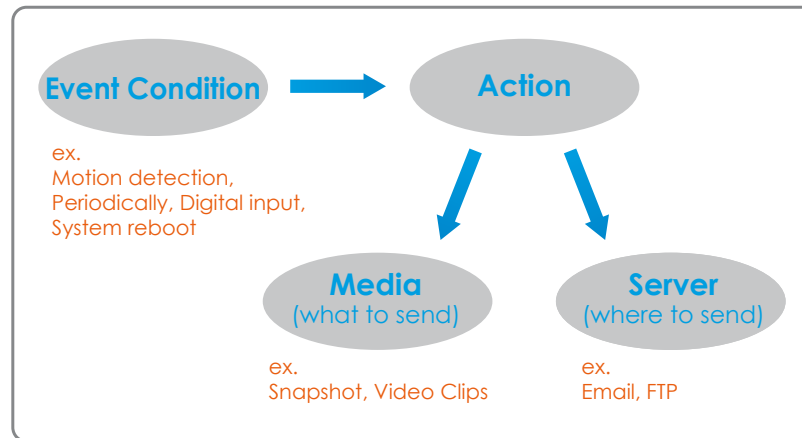 Event Condition
Action
ex.
Motion detection,
Periodically, Digital input,
System reboot
Media
(what to send)
Server
(where to send)
ex.
Snapshot, Video Clips
ex.
Email, FTP